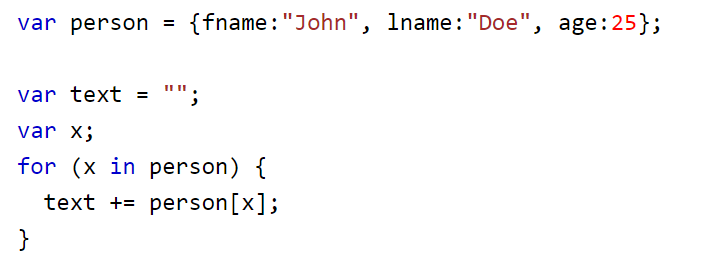 var person = {fname:"John", lname:"Doe", age:25};
var text = "";
var x;
for (x in person) {
  text += person[x];
}